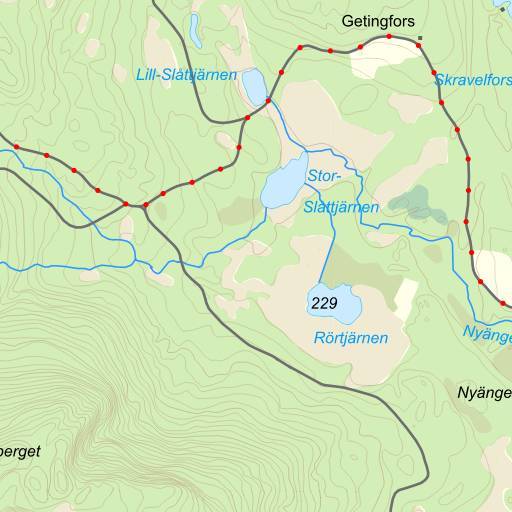 Getingfors
Lill-Slåttjärnen
Skravelfors
Stor-
Slåttjärnen
229
Rörtjärnen
Nyänge
Nyänge
berget